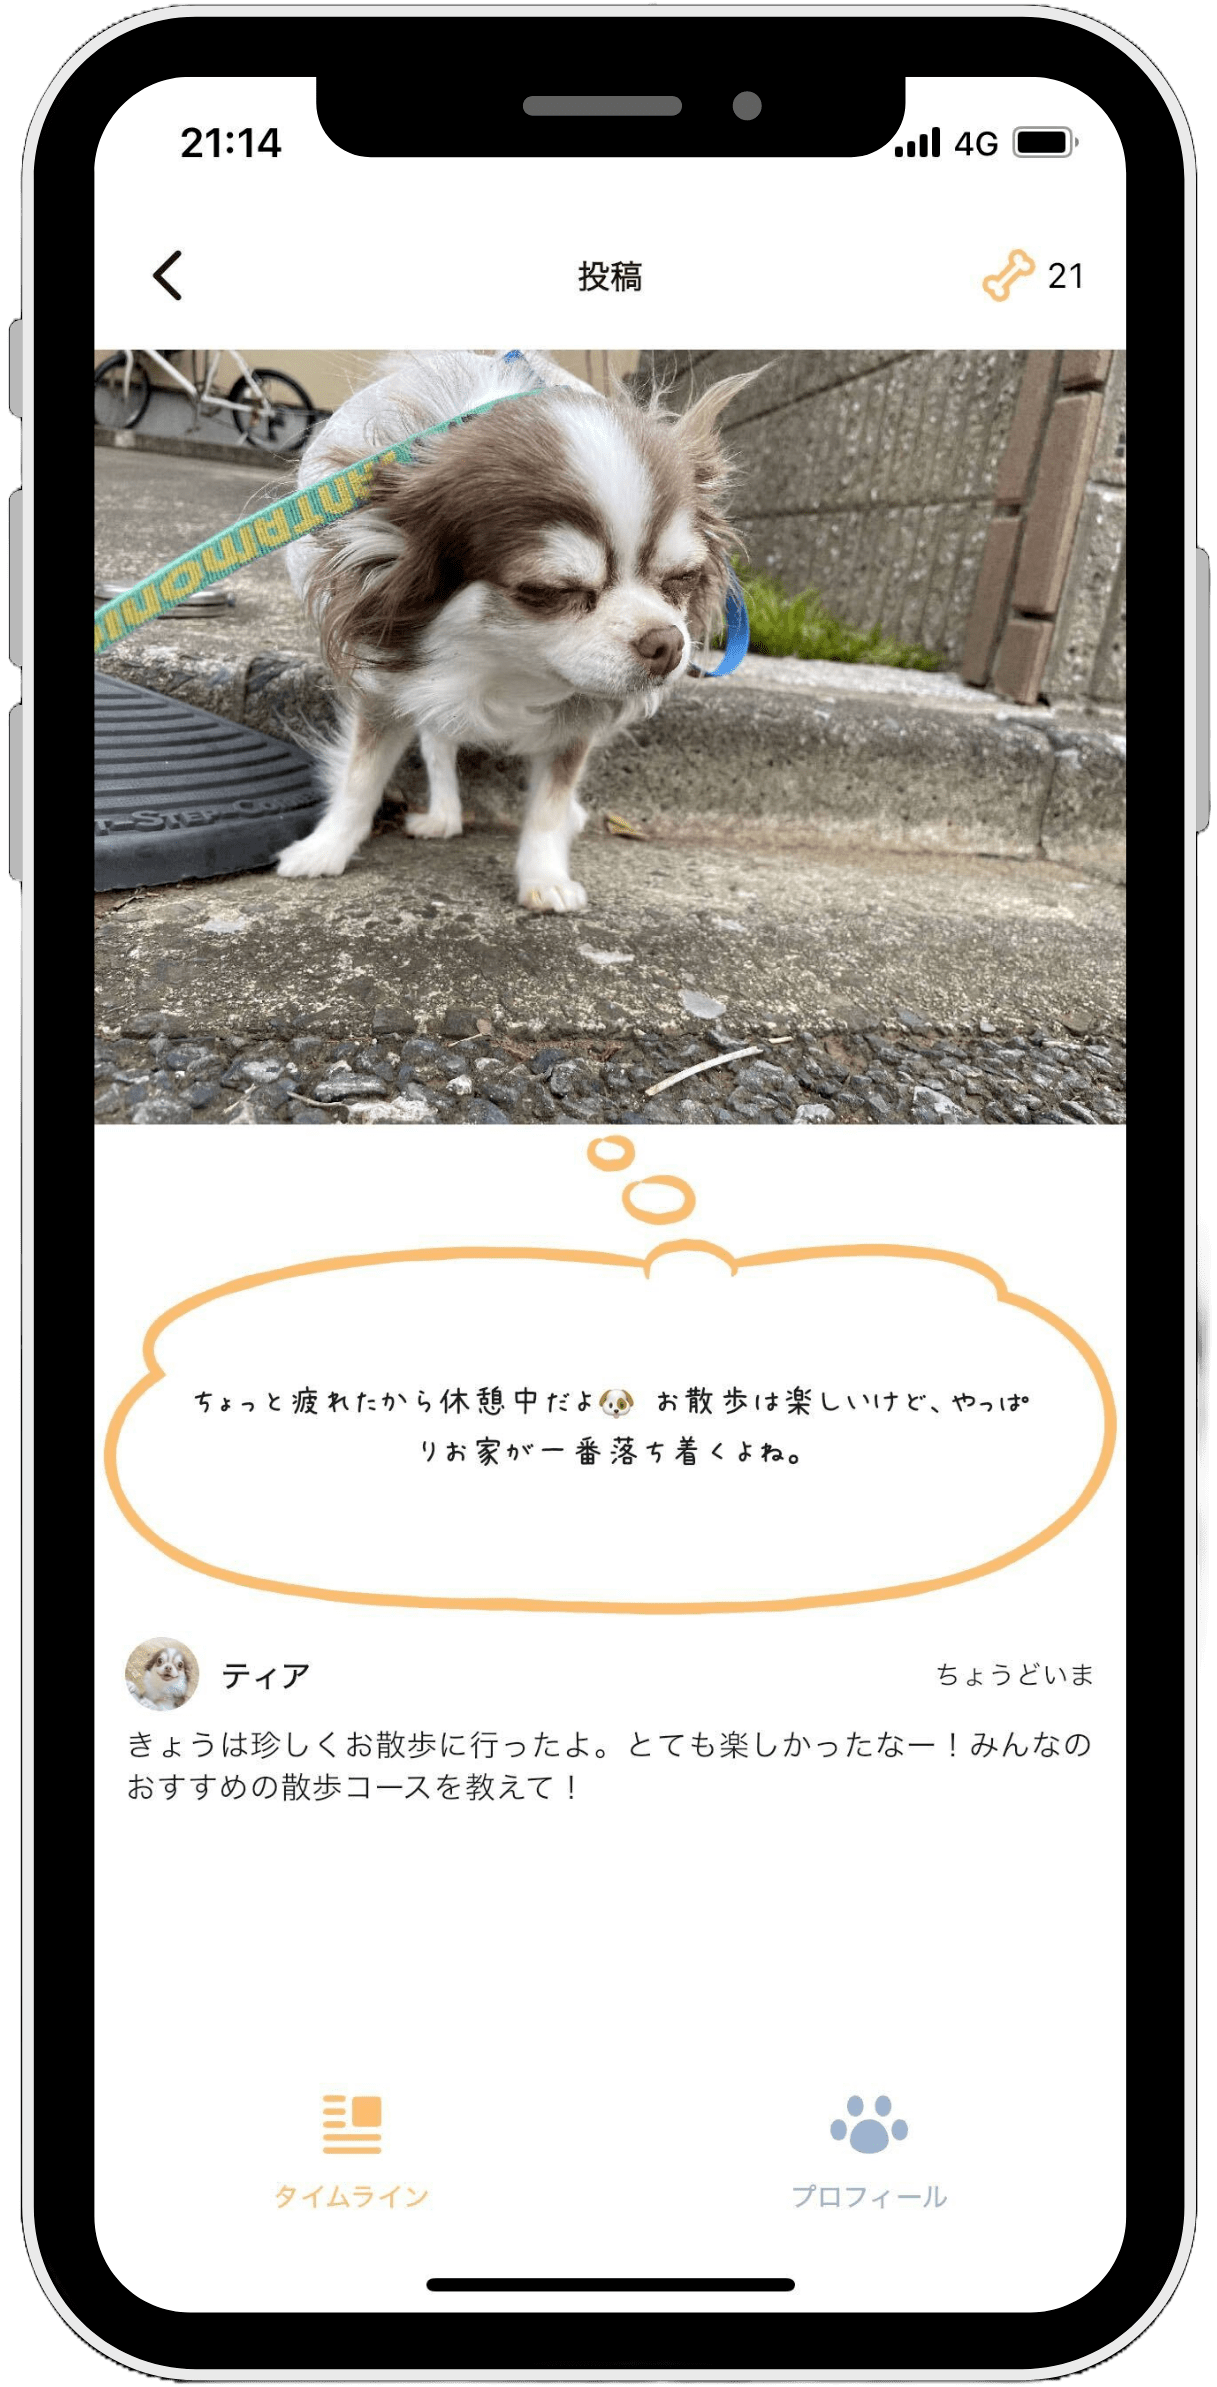 21:14 4G
投稿 21
ちょっと疲れたから休憩中だよ🐶 お散歩は楽しいけど、やっぱ
りお家が一番落ち着くよね。
ティア ちょうどいま
きょうは珍しくお散歩に行ったよ。とても楽しかったなー！みんなの
おすすめの散歩コースを教えて！
タイムライン プロフィール